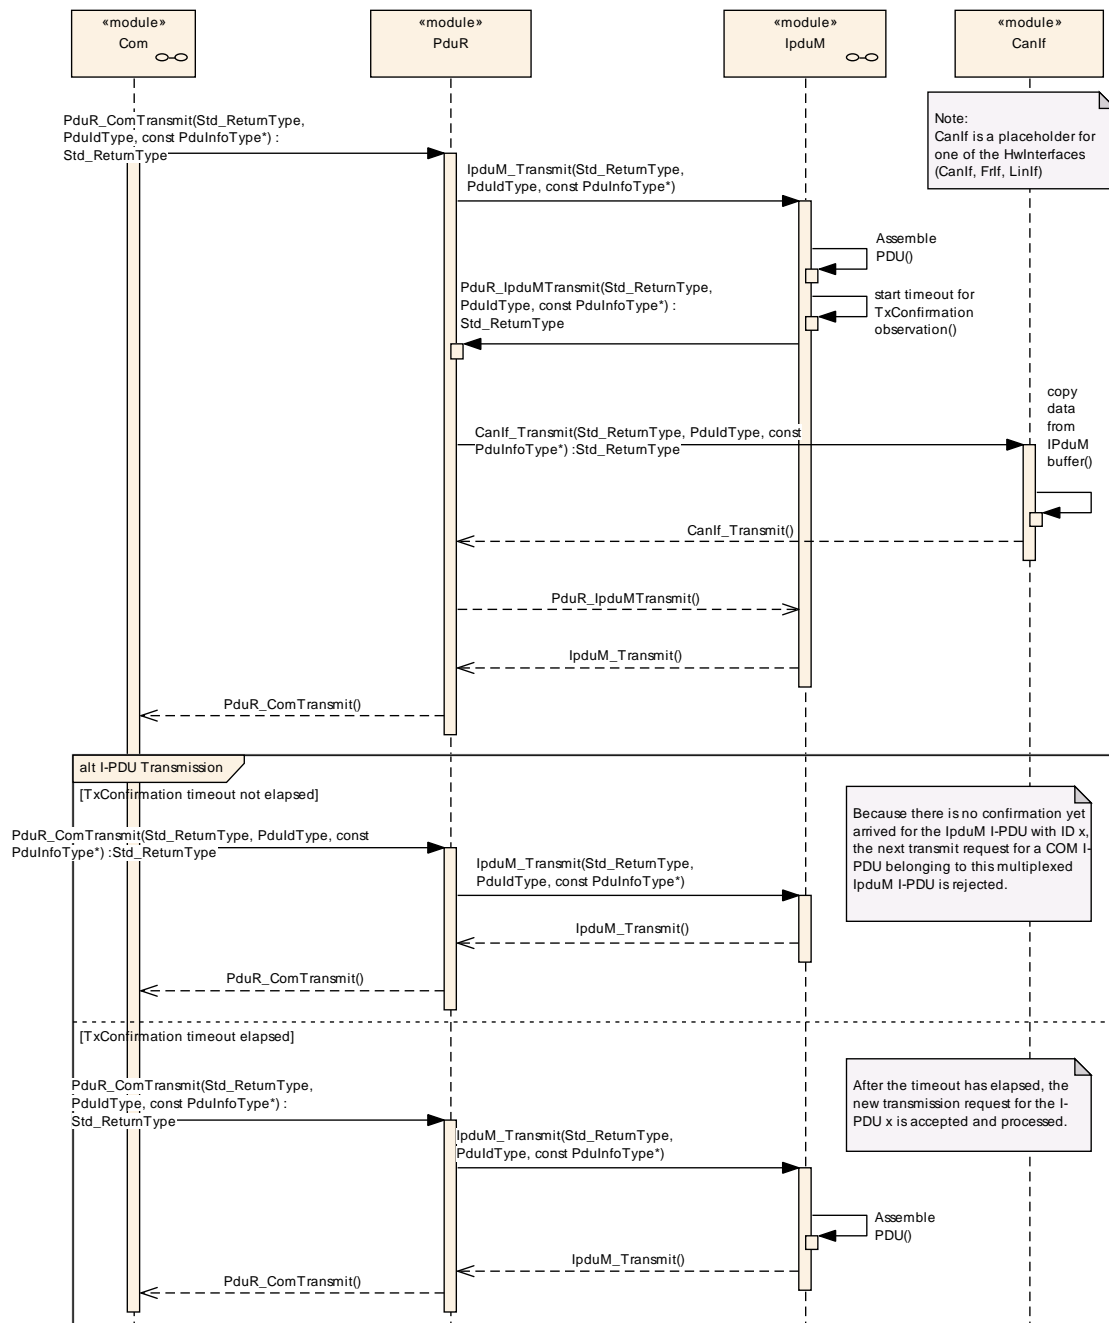 «module»
Com
«module»
PduR
«module»
IpduM
«module»
CanIf
Note:
CanIf is a placeholder for
one of the HwInterfaces
(CanIf, FrIf, LinIf)
PduR_ComTransmit(Std_ReturnType,
PduIdType, const PduInfoType*) :
Std_ReturnType
IpduM_Transmit(Std_ReturnType,
PduIdType, const PduInfoType*)
Assemble
PDU()
PduR_IpduMTransmit(Std_ReturnType,
PduIdType, const PduInfoType*) :
Std_ReturnType
start timeout for
TxConfirmation
observation()
copy
data
from
IPduM
buffer()
CanIf_Transmit(Std_ReturnType, PduIdType, const
PduInfoType*) :Std_ReturnType
CanIf_Transmit()
PduR_IpduMTransmit()
IpduM_Transmit()
PduR_ComTransmit()
alt I-PDU Transmission
[TxConfirmation timeout not elapsed]
Because there is no confirmation yet
arrived for the IpduM I-PDU with ID x,
the next transmit request for a COM I-
PDU belonging to this multiplexed
IpduM I-PDU is rejected.
PduR_ComTransmit(Std_ReturnType, PduIdType, const
PduInfoType*) :Std_ReturnType
IpduM_Transmit(Std_ReturnType,
PduIdType, const PduInfoType*)
IpduM_Transmit()
PduR_ComTransmit()
[TxConfirmation timeout elapsed]
After the timeout has elapsed, the
new transmission request for the I-
PDU x is accepted and processed.
PduR_ComTransmit(Std_ReturnType,
PduIdType, const PduInfoType*) :
Std_ReturnType
IpduM_Transmit(Std_ReturnType,
PduIdType, const PduInfoType*)
Assemble
PDU()
IpduM_Transmit()
PduR_ComTransmit()